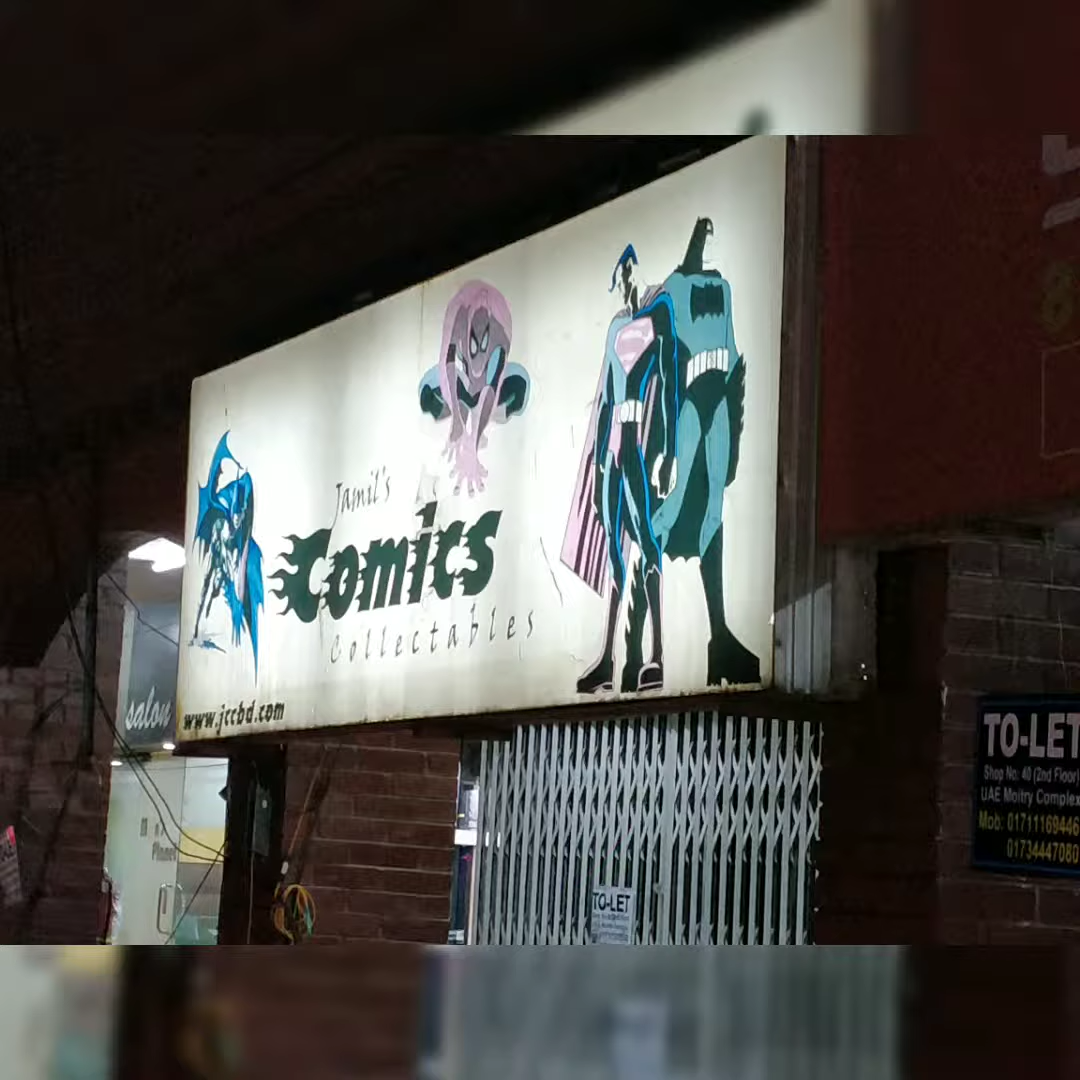 Jamil's
Comics
Collectables
www.jccbd.com
salon
Planet
TO-LET
TO-LET
Shop No: 40 (2nd Floor)
UAE Moitry Complex
Mob: 01711169446
01734447080